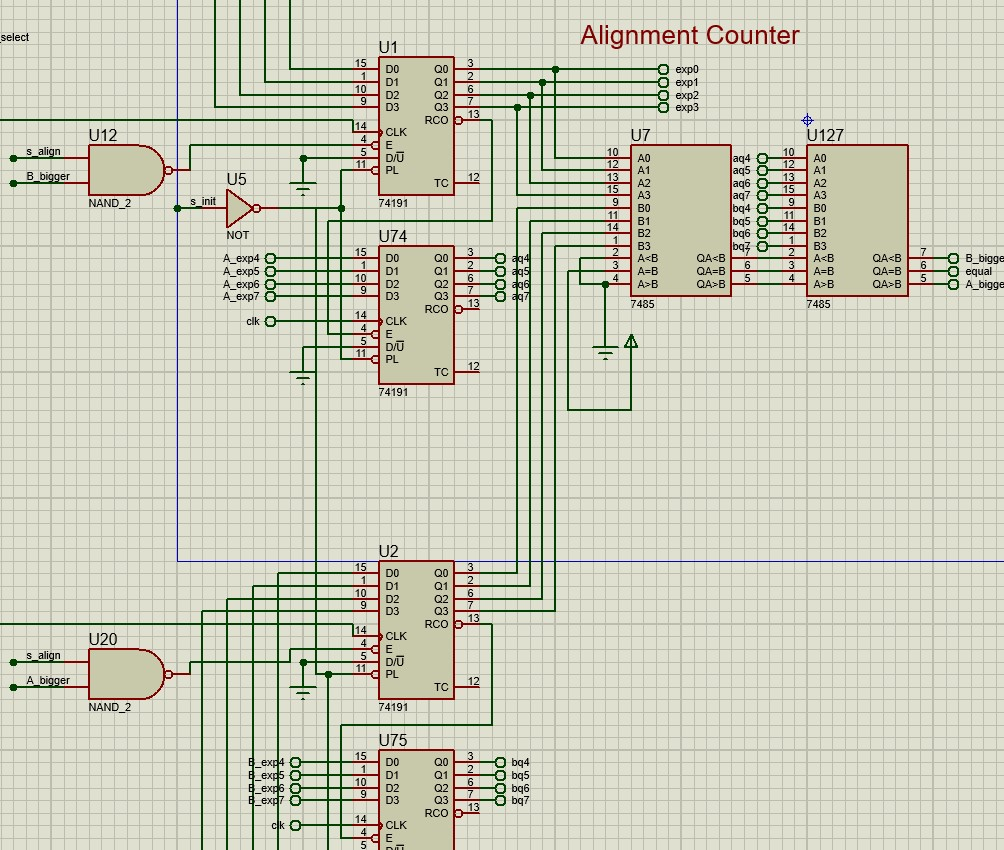 _select
Alignment Counter
U1
15 D0 Q0 3 exp0
1 D1 Q1 2 exp1
10 D2 Q2 6 exp2
9 D3 Q3 7 exp3
RCO 13
14 CLK
4 E
5 D/U
11 PL
TC 12
74191
U12
s_align
B_bigger
NAND_2
U5
s_init
NOT
U7
10 A0
12 A1
13 A2
15 A3
9 B0
11 B1
14 B2
1 B3
2 A<B QA<B 7
3 A=B QA=B 6
4 A>B QA>B 5
7485
U127
aq4 10 A0
aq5 12 A1
aq6 13 A2
aq7 15 A3
bq4 9 B0
bq5 11 B1
bq6 14 B2
bq7 1 B3
2 A<B QA<B 7 B_bigge
3 A=B QA=B 6 equal
4 A>B QA>B 5 A_bigge
7485
U74
A_exp4 15 D0 Q0 3 aq4
A_exp5 1 D1 Q1 2 aq5
A_exp6 10 D2 Q2 6 aq6
A_exp7 9 D3 Q3 7 aq7
RCO 13
clk 14 CLK
4 E
5 D/U
11 PL
TC 12
74191
U2
15 D0 Q0 3
1 D1 Q1 2
10 D2 Q2 6
9 D3 Q3 7
RCO 13
14 CLK
4 E
5 D/U
11 PL
TC 12
74191
U20
s_align
A_bigger
NAND_2
U75
B_exp4 15 D0 Q0 3 bq4
B_exp5 1 D1 Q1 2 bq5
B_exp6 10 D2 Q2 6 bq6
B_exp7 9 D3 Q3 7 bq7
RCO 13
clk 14 CLK
4 E
5 D/U